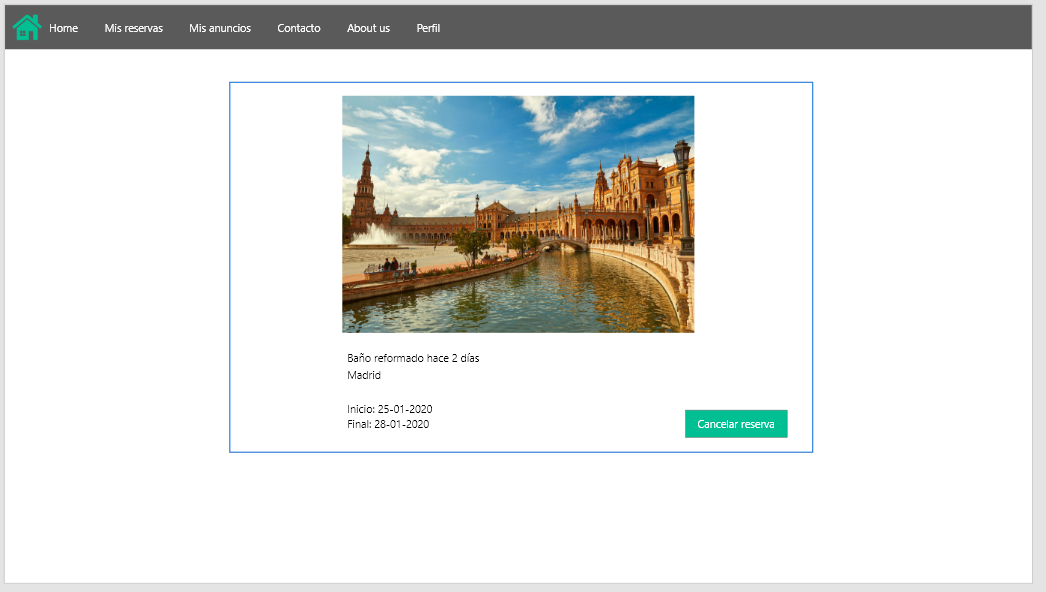 Home Mis reservas Mis anuncios Contacto About us Perfil
Baño reformado hace 2 días
Madrid
Inicio: 25-01-2020
Final: 28-01-2020
Cancelar reserva